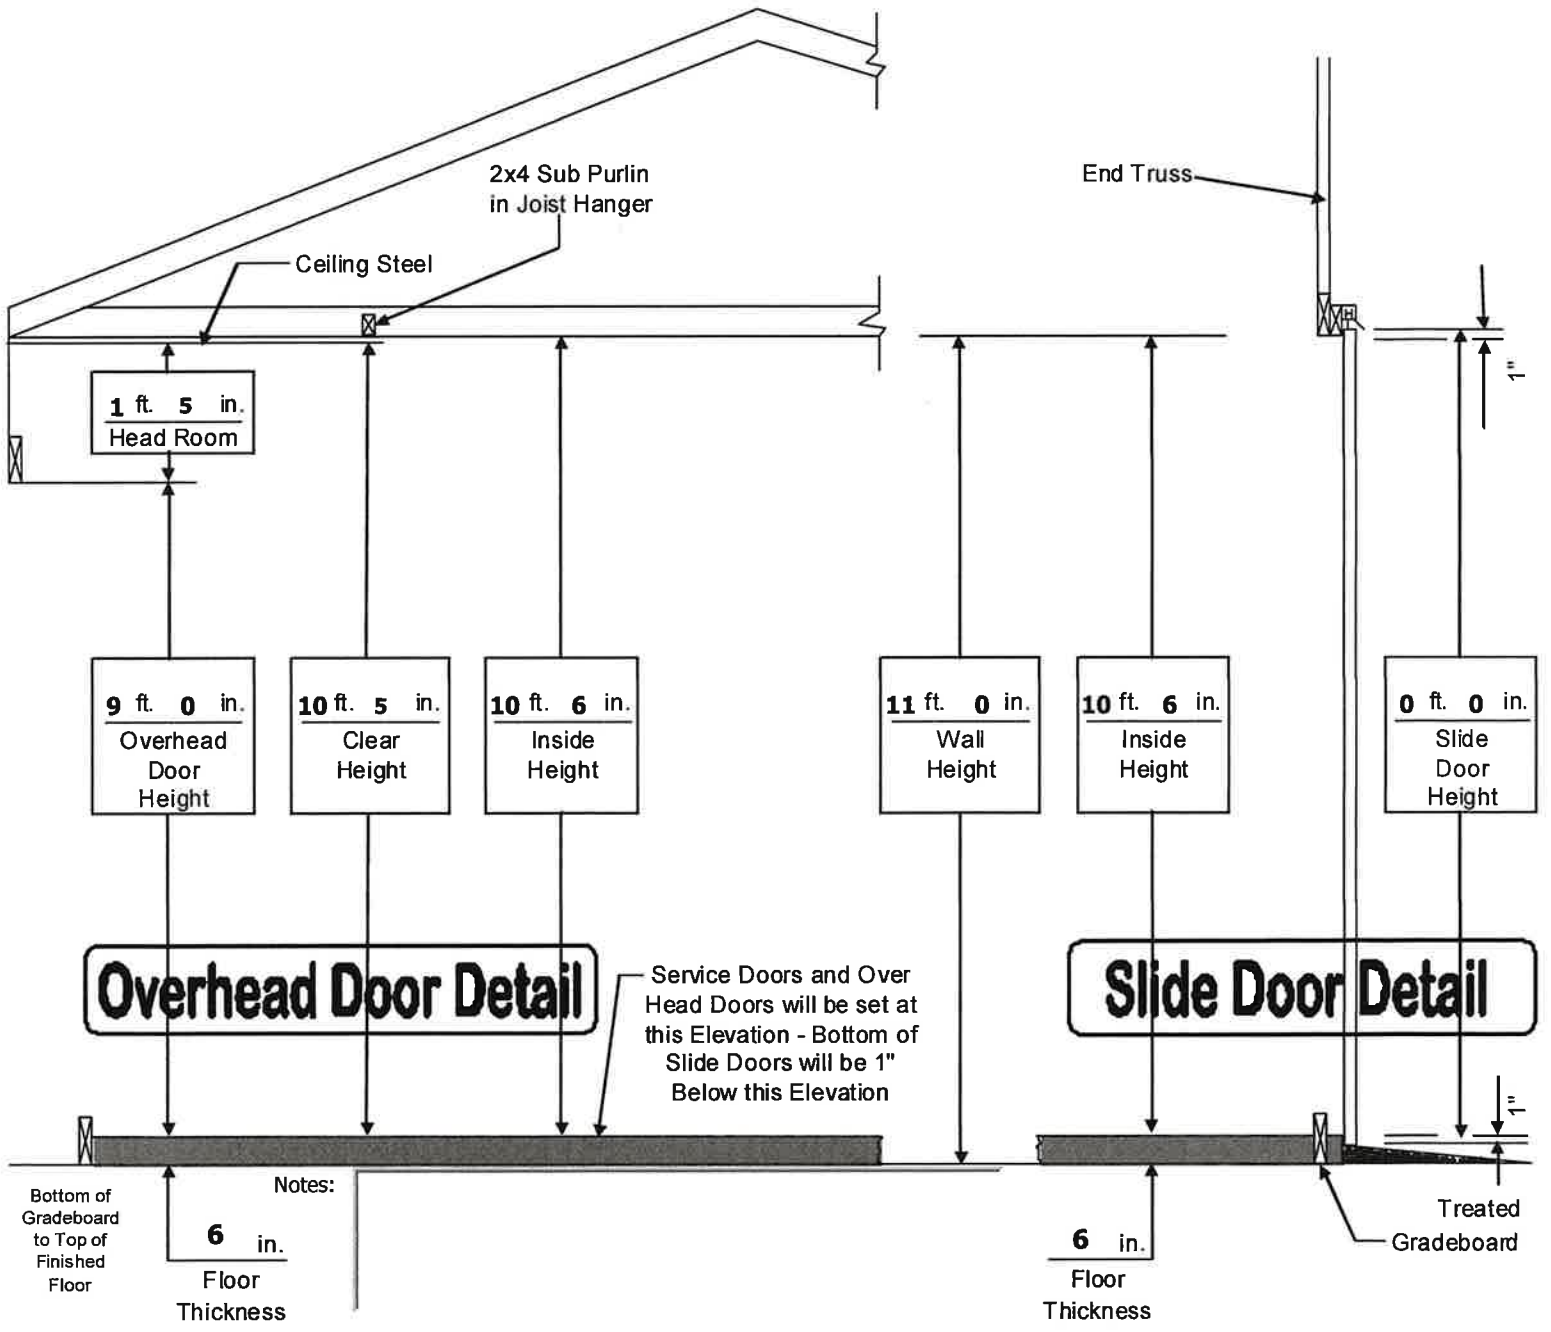 2x4 Sub Purlin
in Joist Hanger
End Truss
Ceiling Steel
1"
1 ft. 5 in.
Head Room
9 ft. 0 in.
Overhead
Door
Height
10 ft. 5 in.
Clear
Height
10 ft. 6 in.
Inside
Height
11 ft. 0 in.
Wall
Height
10 ft. 6 in.
Inside
Height
0 ft. 0 in.
Slide
Door
Height
Overhead Door Detail
Service Doors and Over
Head Doors will be set at
this Elevation - Bottom of
Slide Doors will be 1"
Below this Elevation
Slide Door Detail
1"
Bottom of
Gradeboard
to Top of
Finished
Floor
Notes:
6 in.
Floor
Thickness
6 in.
Floor
Thickness
Treated
Gradeboard
H